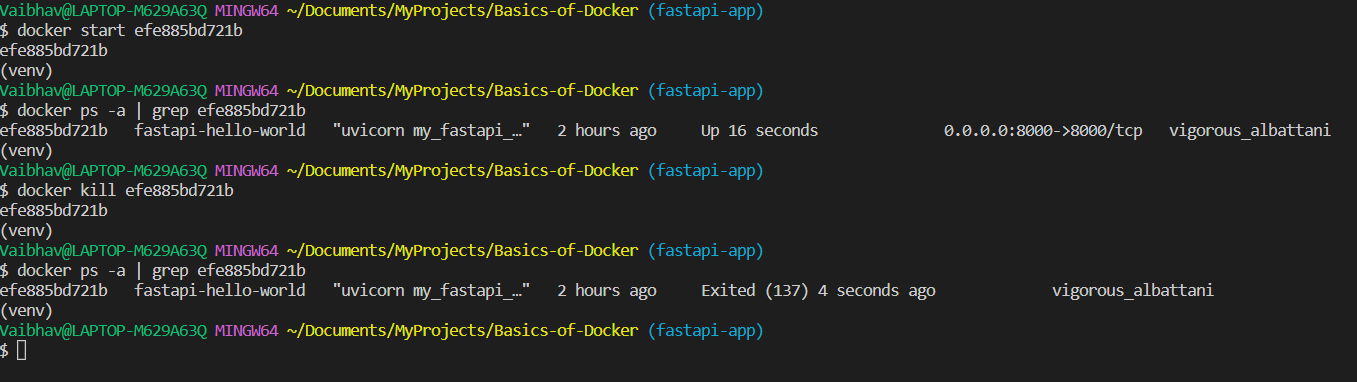 Vaibhav@LAPTOP-M629A63Q MINGW64 ~/Documents/MyProjects/Basics-of-Docker (fastapi-app)
$ docker start efe885bd721b
efe885bd721b
(venv)
Vaibhav@LAPTOP-M629A63Q MINGW64 ~/Documents/MyProjects/Basics-of-Docker (fastapi-app)
$ docker ps -a | grep efe885bd721b
efe885bd721b   fastapi-hello-world   "uvicorn my_fastapi_…"   2 hours ago     Up 16 seconds              0.0.0.0:8000->8000/tcp   vigorous_albattani
(venv)
Vaibhav@LAPTOP-M629A63Q MINGW64 ~/Documents/MyProjects/Basics-of-Docker (fastapi-app)
$ docker kill efe885bd721b
efe885bd721b
(venv)
Vaibhav@LAPTOP-M629A63Q MINGW64 ~/Documents/MyProjects/Basics-of-Docker (fastapi-app)
$ docker ps -a | grep efe885bd721b
efe885bd721b   fastapi-hello-world   "uvicorn my_fastapi_…"   2 hours ago     Exited (137) 4 seconds ago             vigorous_albattani
(venv)
Vaibhav@LAPTOP-M629A63Q MINGW64 ~/Documents/MyProjects/Basics-of-Docker (fastapi-app)
$